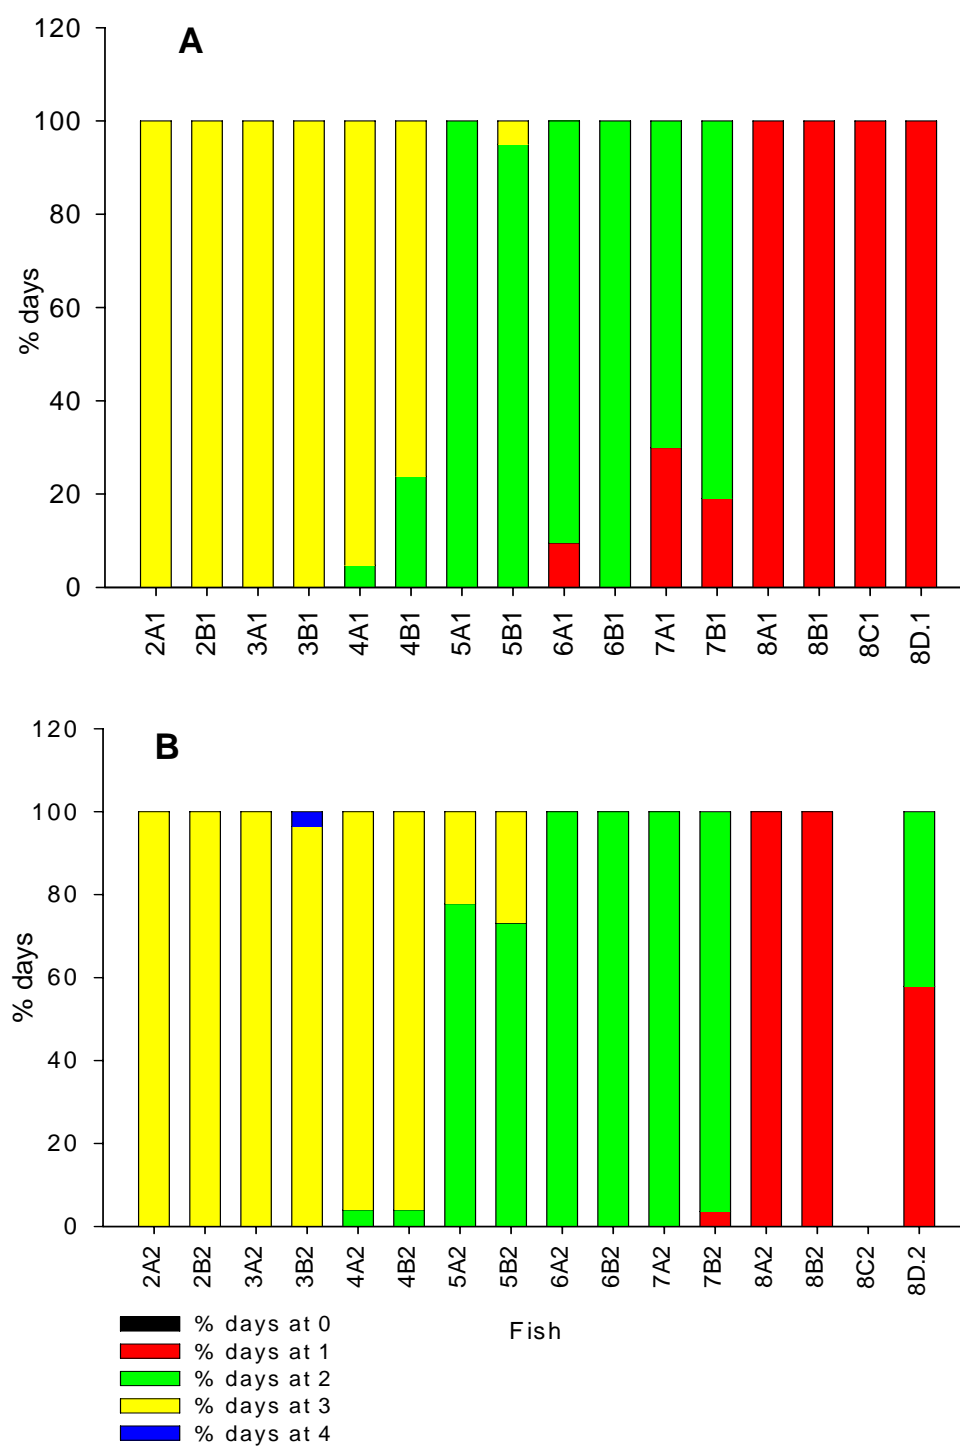 A
120
100
80
60
40
20
0
% days
2A1 2B1 3A1 3B1 4A1 4B1 5A1 5B1 6A1 6B1 7A1 7B1 8A1 8B1 8C1 8D.1
B
120
100
80
60
40
20
0
% days
2A2 2B2 3A2 3B2 4A2 4B2 5A2 5B2 6A2 6B2 7A2 7B2 8A2 8B2 8C2 8D.2
Fish
% days at 0
% days at 1
% days at 2
% days at 3
% days at 4